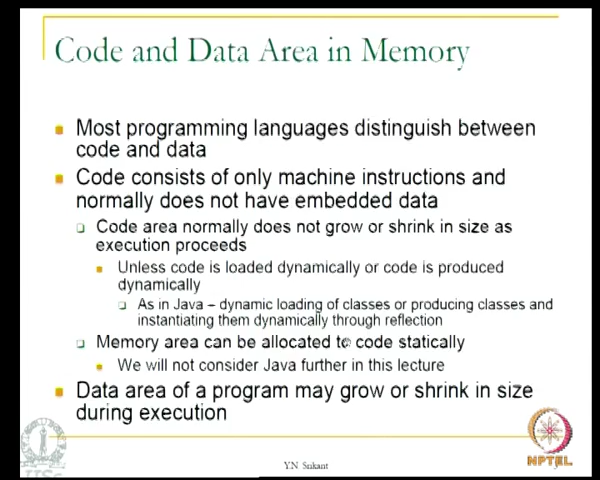 Code and Data Area in Memory
Most programming languages distinguish between
code and data
Code consists of only machine instructions and
normally does not have embedded data
Code area normally does not grow or shrink in size as
execution proceeds
Unless code is loaded dynamically or code is produced
dynamically
As in Java – dynamic loading of classes or producing classes and
instantiating them dynamically through reflection
Memory area can be allocated to code statically
We will not consider Java further in this lecture
Data area of a program may grow or shrink in size
during execution
Y.N. Srikant
NPTEL